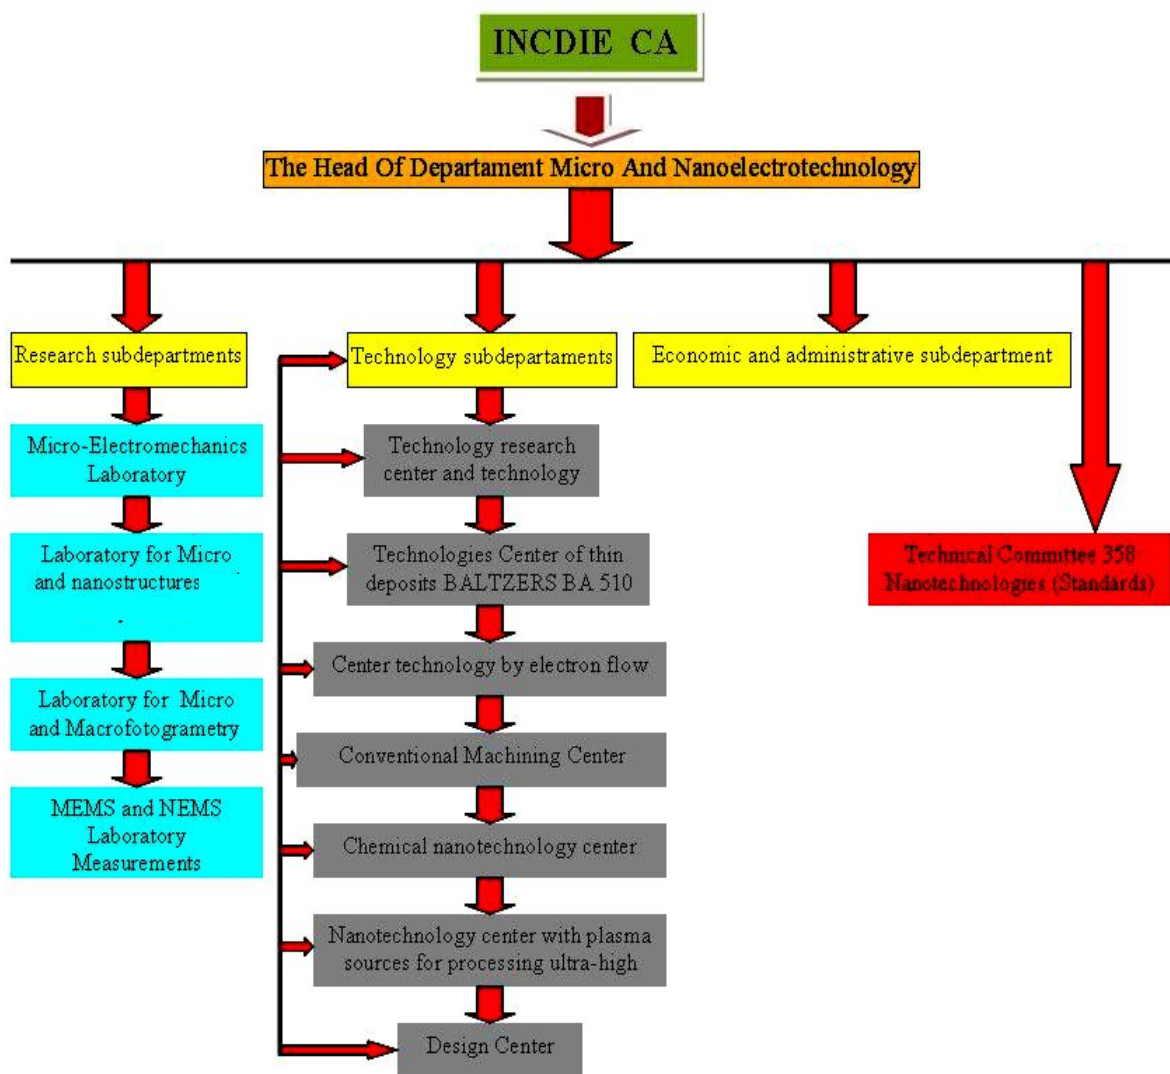 INCDIE CA
The Head Of Departament Micro And Nanoelectrotechnology
Research subdepartments
Technology subdepartaments
Economic and administrative subdepartment
Micro-Electromechanics
Laboratory
Laboratory for Micro
and nanostructures
Laboratory for Micro
and Macrofotogrametry
MEMS and NEMS
Laboratory
Measurements
Technology research
center and technology
Technologies Center of thin
deposits BALTZERS BA 510
Center technology by electron flow
Conventional Machining Center
Chemical nanotechnology center
Nanotechnology center with plasma
sources for processing ultra-high
Design Center
Technical Committee 358
Nanotechnologies (Standards)